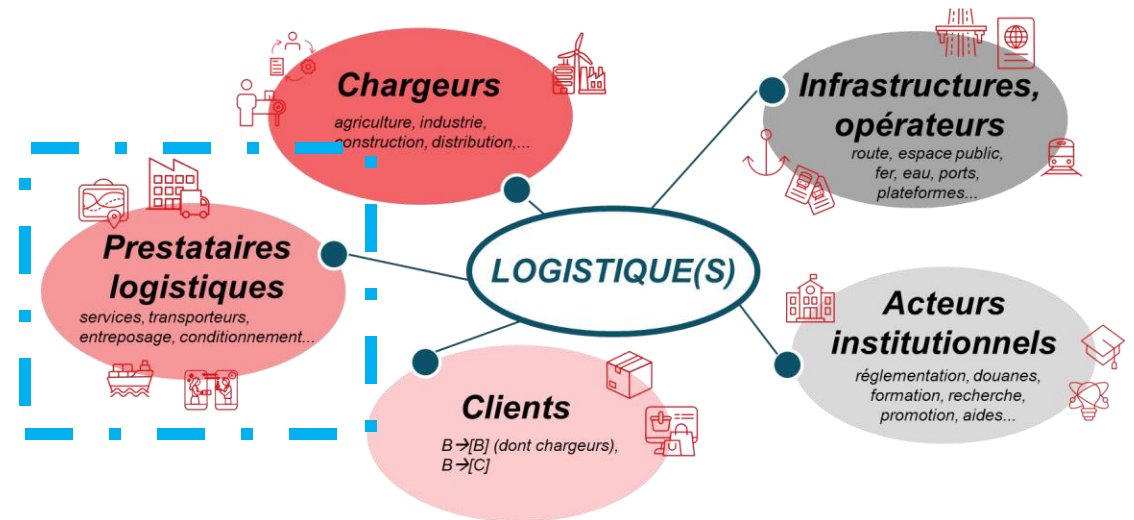 Chargeurs
agriculture, industrie,
construction, distribution,...
Infrastructures,
opérateurs
route, espace public,
fer, eau, ports,
plateformes...
Prestataires
logistiques
services, transporteurs,
entreposage, conditionnement...
LOGISTIQUE(S)
Acteurs
institutionnels
réglementation, douanes,
formation, recherche,
promotion, aides...
Clients
B→[B] (dont chargeurs),
B→[C]